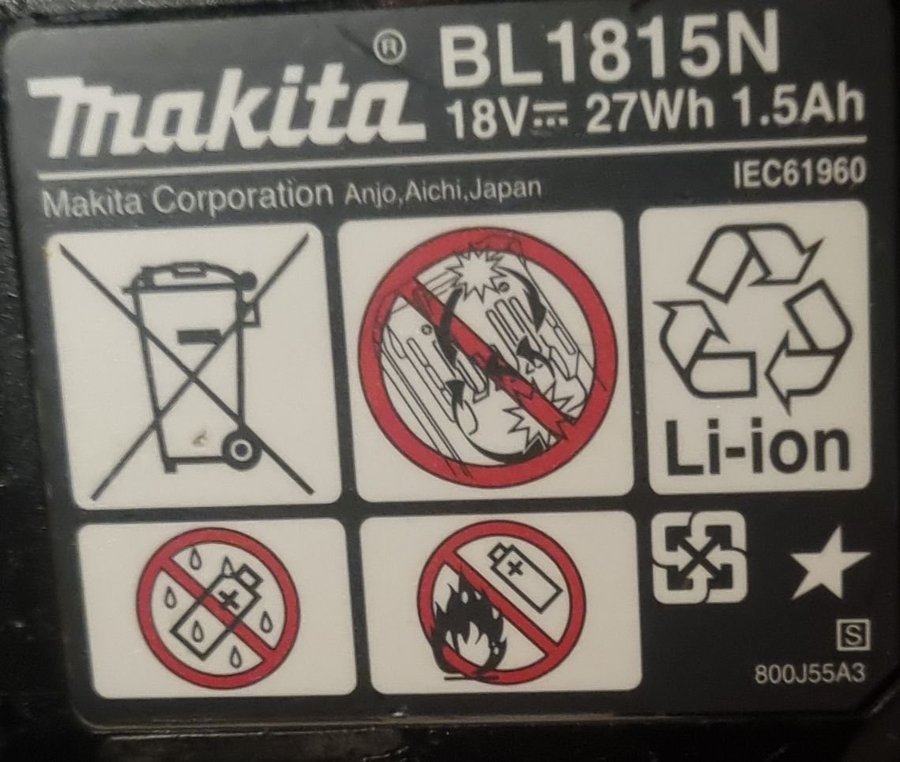 makita®
BL1815N
18V⎓ 27Wh 1.5Ah
IEC61960
Makita Corporation Anjo,Aichi,Japan
Li-ion
S
800J55A3